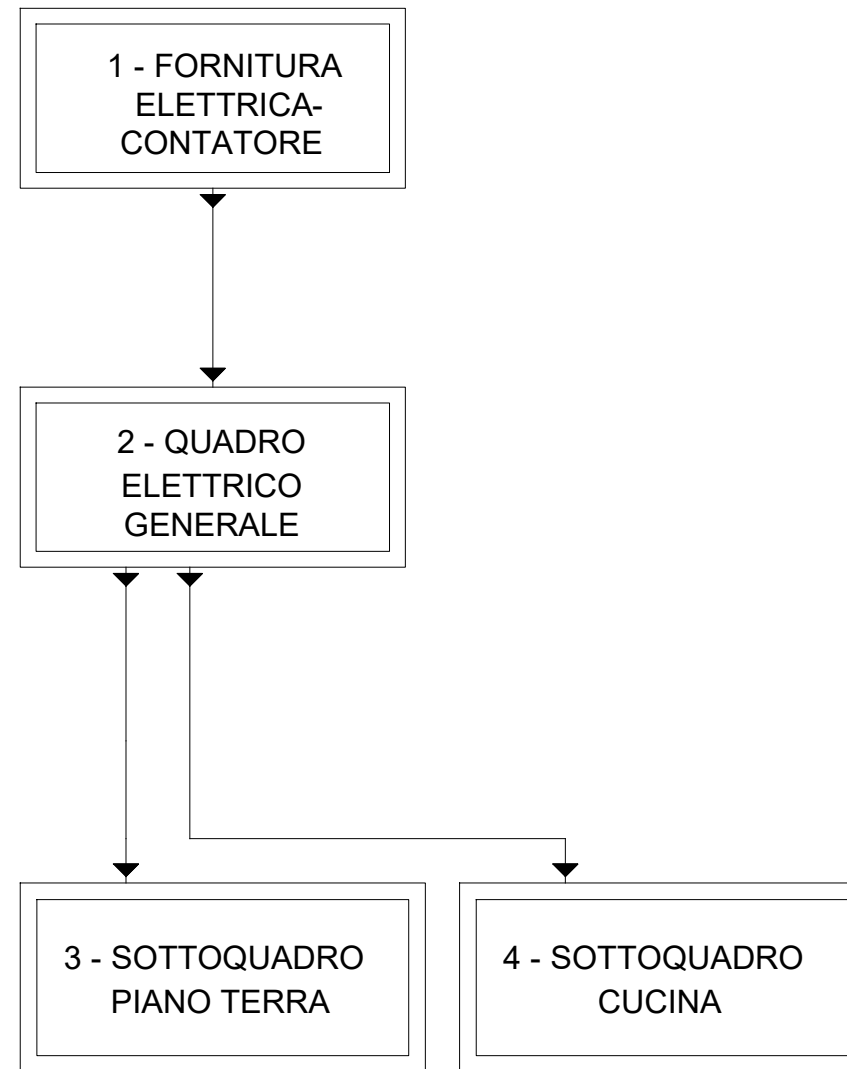 1 - FORNITURA
ELETTRICA-
CONTATORE
2 - QUADRO
ELETTRICO
GENERALE
3 - SOTTOQUADRO
PIANO TERRA
4 - SOTTOQUADRO
CUCINA